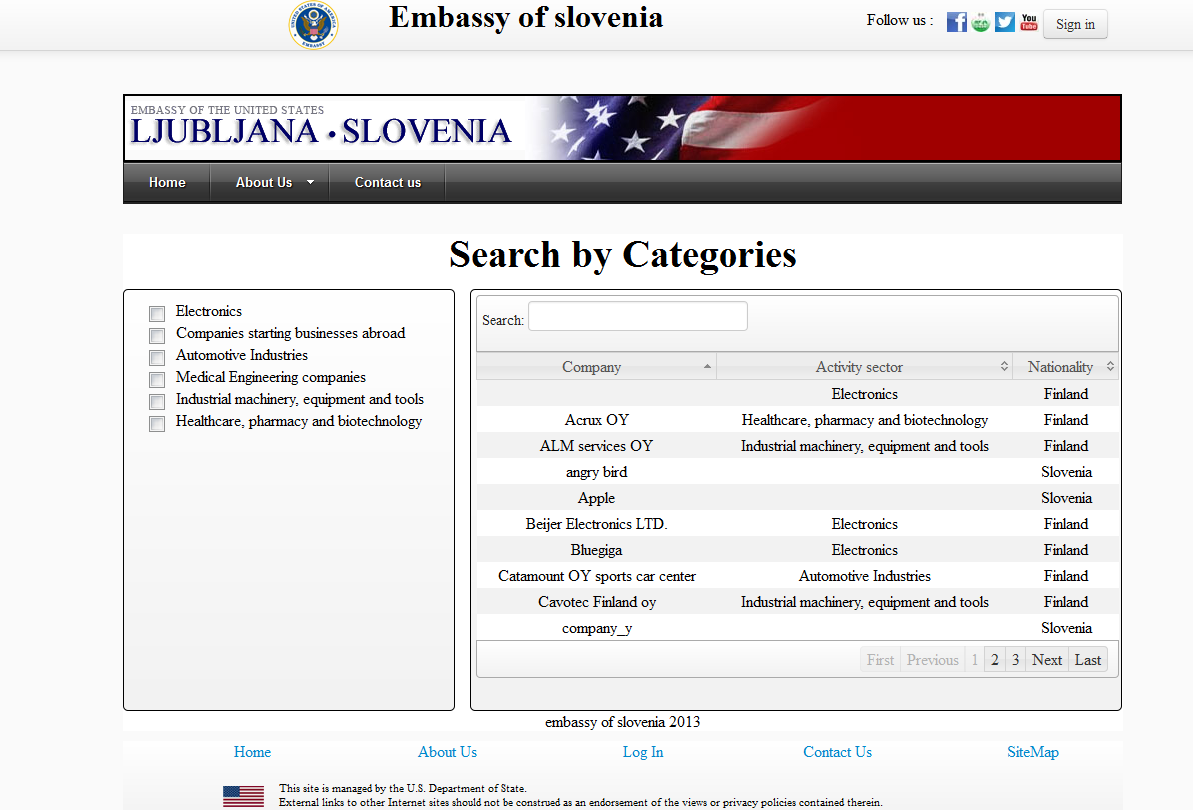 Embassy of slovenia
Follow us :
You
Tube
Sign in
EMBASSY OF THE UNITED STATES
LJUBLJANA • SLOVENIA
Home About Us Contact us
Search by Categories
Electronics
Companies starting businesses abroad
Automotive Industries
Medical Engineering companies
Industrial machinery, equipment and tools
Healthcare, pharmacy and biotechnology
Search:
Company Activity sector Nationality
Electronics Finland
Acrux OY Healthcare, pharmacy and biotechnology Finland
ALM services OY Industrial machinery, equipment and tools Finland
angry bird Slovenia
Apple Slovenia
Beijer Electronics LTD. Electronics Finland
Bluegiga Electronics Finland
Catamount OY sports car center Automotive Industries Finland
Cavotec Finland oy Industrial machinery, equipment and tools Finland
company_y Slovenia
First Previous 1 2 3 Next Last
embassy of slovenia 2013
Home About Us Log In Contact Us SiteMap
This site is managed by the U.S. Department of State.
External links to other Internet sites should not be construed as an endorsement of the views or privacy policies contained therein.